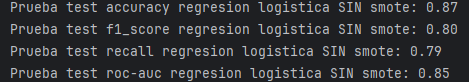 Prueba test accuracy regresion logistica SIN smote: 0.87
Prueba test f1_score regresion logistica SIN smote: 0.80
Prueba test recall regresion logistica SIN smote: 0.79
Prueba test roc-auc regresion logistica SIN smote: 0.85